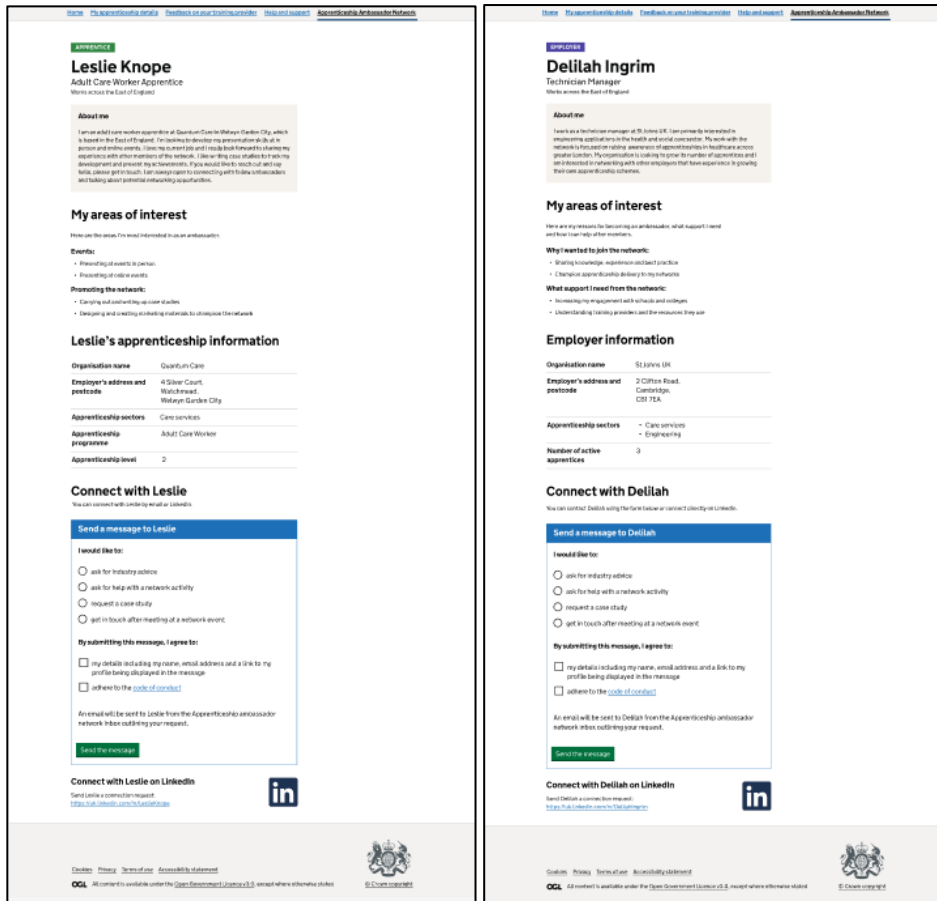 Home My apprenticeship details Feedback on your training provider Help and support Apprenticeship Ambassador Network
APPRENTICE
Leslie Knope
Adult Care Worker Apprentice
Works across the East of England
About me
I am an adult care worker apprentice at Quantum Care in Welwyn Garden City, which
is based in the East of England. I'm looking to develop my presentation skills at in
person and online events. I love my current job and I really look forward to sharing my
experience with other members of the network. I like writing case studies to track my
development and present my achievements. If you would like to reach out and say
hello, please get in touch. I am always open to connecting with fellow ambassadors
and talking about potential networking opportunities.
My areas of interest
Here are the areas I'm most interested in as an ambassador.
Events:
• Presenting at events in person
• Presenting at online events
Promoting the network:
• Carrying out and writing up case studies
• Designing and creating marketing materials to champion the network
Leslie's apprenticeship information
Organisation name Quantum Care
Employer's address and
postcode
4 Silver Court,
Watchmead,
Welwyn Garden City
Apprenticeship sectors Care services
Apprenticeship
programme
Adult Care Worker
Apprenticeship level 2
Connect with Leslie
You can connect with Leslie by email or LinkedIn.
Send a message to Leslie
I would like to:
ask for industry advice
ask for help with a network activity
request a case study
get in touch after meeting at a network event
By submitting this message, I agree to:
my details including my name, email address and a link to my
profile being displayed in the message
adhere to the code of conduct
An email will be sent to Leslie from the Apprenticeship ambassador
network inbox outlining your request.
Send the message
Connect with Leslie on LinkedIn
Send Leslie a connection request:
https://uk.linkedin.com/in/LeslieKnope
in
Cookies Privacy Terms of use Accessibility statement
OGL All content is available under the Open Government Licence v3.0, except where otherwise stated
© Crown copyright
Home My apprenticeship details Feedback on your training provider Help and support Apprenticeship Ambassador Network
EMPLOYER
Delilah Ingrim
Technician Manager
Works across the East of England
About me
I work as a technician manager at St Johns UK. I am primarily interested in
engineering applications in the health and social care sector. My work with the
network is focused on raising awareness of apprenticeships in healthcare across
greater London. My organisation is looking to grow its number of apprentices and I
am interested in networking with other employers that have experience in growing
their own apprenticeship schemes.
My areas of interest
Here are my reasons for becoming an ambassador, what support I need
and how I can help other members.
Why I wanted to join the network:
• Sharing knowledge, experience and best practice
• Champion apprenticeship delivery to my networks
What support I need from the network:
• Increasing my engagement with schools and colleges
• Understanding training providers and the resources they use
Employer information
Organisation name St Johns UK
Employer's address and
postcode
2 Clifton Road,
Cambridge,
CB1 7EA
Apprenticeship sectors
• Care services
• Engineering
Number of active
apprentices
3
Connect with Delilah
You can contact Delilah using the form below or connect directly on LinkedIn.
Send a message to Delilah
I would like to:
ask for industry advice
ask for help with a network activity
request a case study
get in touch after meeting at a network event
By submitting this message, I agree to:
my details including my name, email address and a link to my
profile being displayed in the message
adhere to the code of conduct
An email will be sent to Delilah from the Apprenticeship ambassador
network inbox outlining your request.
Send the message
Connect with Delilah on LinkedIn
Send Delilah a connection request:
https://uk.linkedin.com/in/DelilahIngrim
in
Cookies Privacy Terms of use Accessibility statement
OGL All content is available under the Open Government Licence v3.0, except where otherwise stated
© Crown copyright